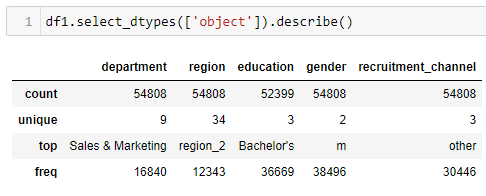 1 df1.select_dtypes(['object']).describe()
department region education gender recruitment_channel
count 54808 54808 52399 54808 54808
unique 9 34 3 2 3
top Sales & Marketing region_2 Bachelor's m other
freq 16840 12343 36669 38496 30446